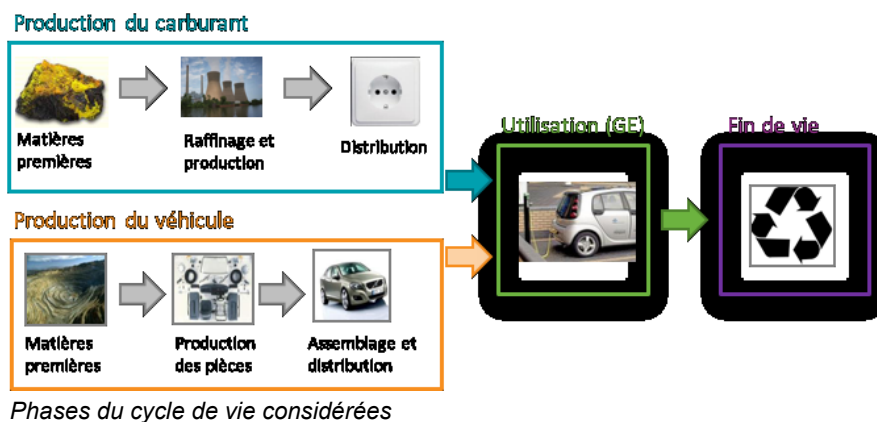 Production du carburant
Matières
premières
Raffinage et
production
Distribution
Utilisation (GE)
Fin de vie
Production du véhicule
Matières
premières
Production
des pièces
Assemblage et
distribution
Phases du cycle de vie considérées